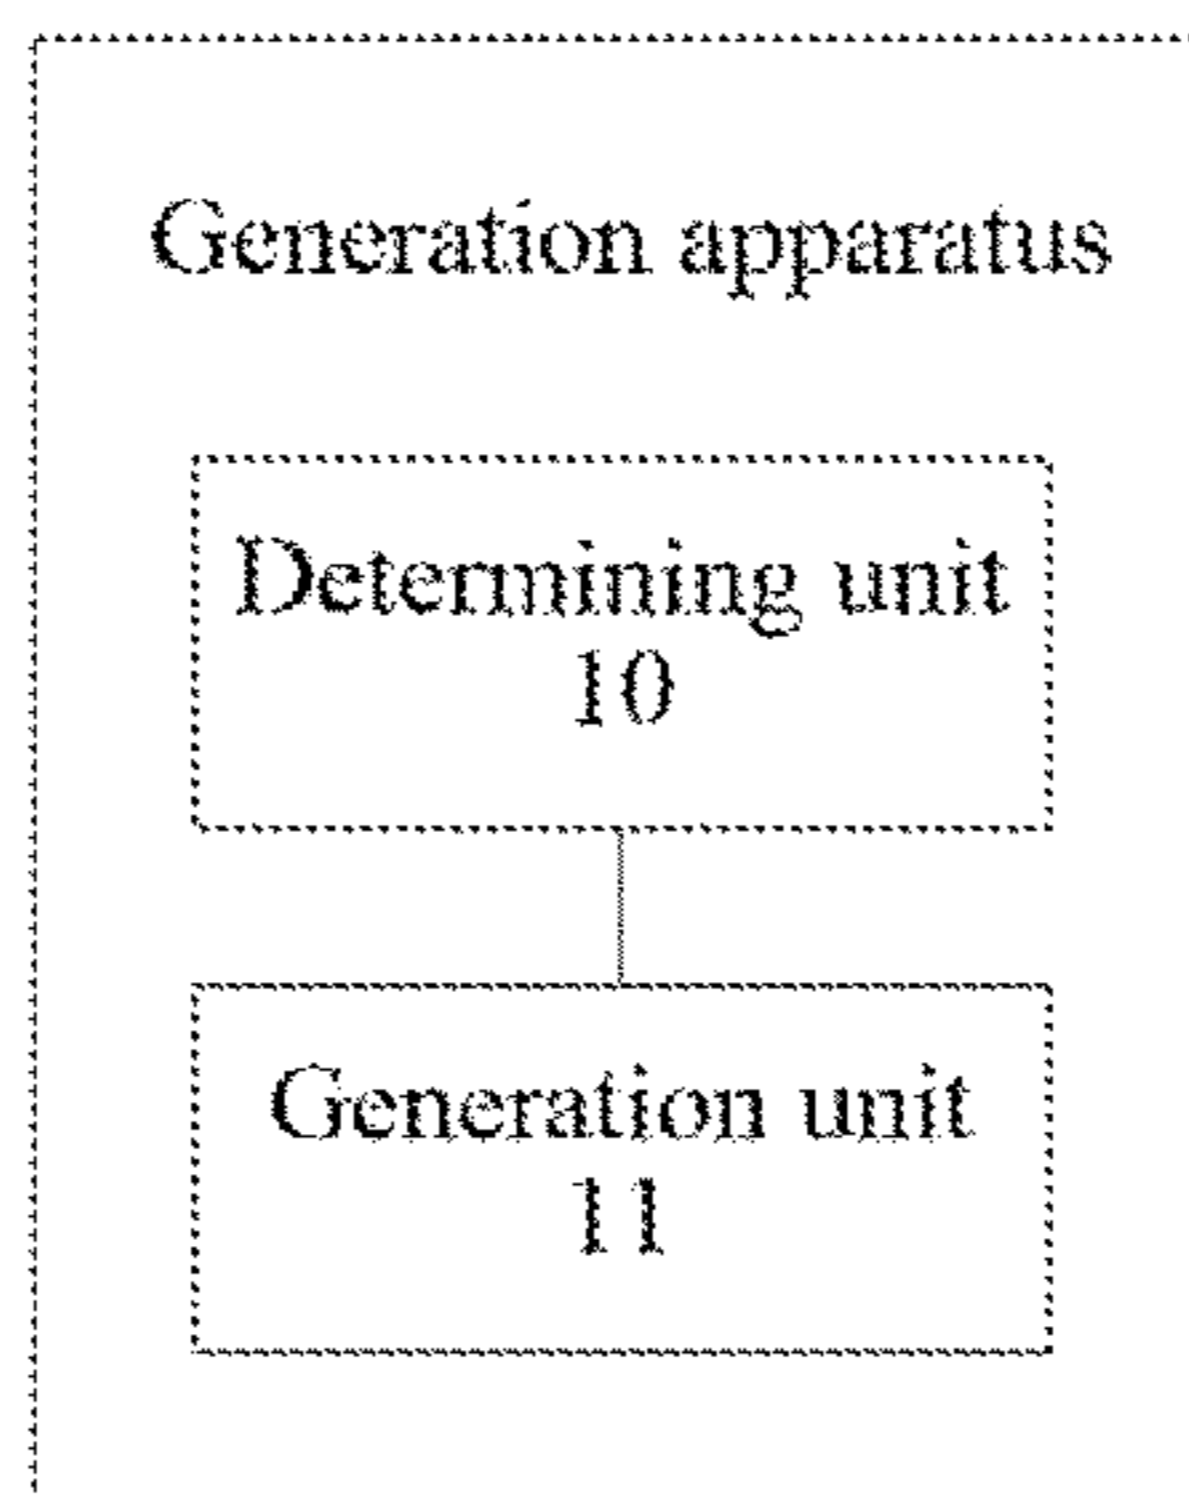 Generation apparatus
Determining unit
10
Generation unit
11